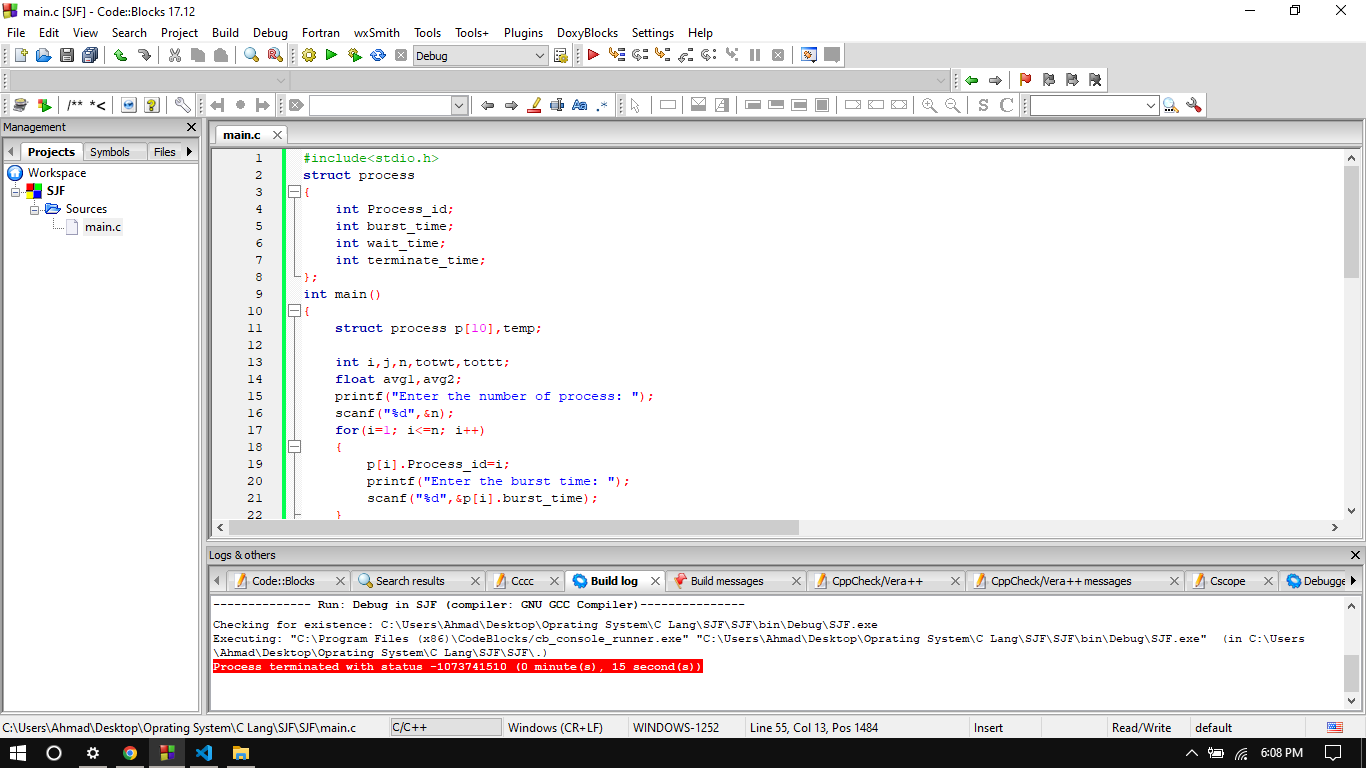 main.c [SJF] - Code::Blocks 17.12
File Edit View Search Project Build Debug Fortran wxSmith Tools Tools+ Plugins DoxyBlocks Settings Help
Debug
/** *< Aa .* S C
Management
Projects Symbols Files
Workspace
SJF
Sources
main.c
main.c
1 #include<stdio.h>
2 struct process
3 {
4 int Process_id;
5 int burst_time;
6 int wait_time;
7 int terminate_time;
8 };
9 int main()
10 {
11 struct process p[10],temp;
12
13 int i,j,n,totwt,tottt;
14 float avg1,avg2;
15 printf("Enter the number of process: ");
16 scanf("%d",&n);
17 for(i=1; i<=n; i++)
18 {
19 p[i].Process_id=i;
20 printf("Enter the burst time: ");
21 scanf("%d",&p[i].burst_time);
22 }
Logs & others
Code::Blocks Search results Cccc Build log Build messages CppCheck/Vera++ CppCheck/Vera++ messages Cscope Debugge
-------------- Run: Debug in SJF (compiler: GNU GCC Compiler)---------------
Checking for existence: C:\Users\Ahmad\Desktop\Oprating System\C Lang\SJF\SJF\bin\Debug\SJF.exe
Executing: "C:\Program Files (x86)\CodeBlocks/cb_console_runner.exe" "C:\Users\Ahmad\Desktop\Oprating System\C Lang\SJF\SJF\bin\Debug\SJF.exe" (in C:\Users
\Ahmad\Desktop\Oprating System\C Lang\SJF\SJF\.)
Process terminated with status -1073741510 (0 minute(s), 15 second(s))
C:\Users\Ahmad\Desktop\Oprating System\C Lang\SJF\SJF\main.c C/C++ Windows (CR+LF) WINDOWS-1252 Line 55, Col 13, Pos 1484 Insert Read/Write default
6:08 PM